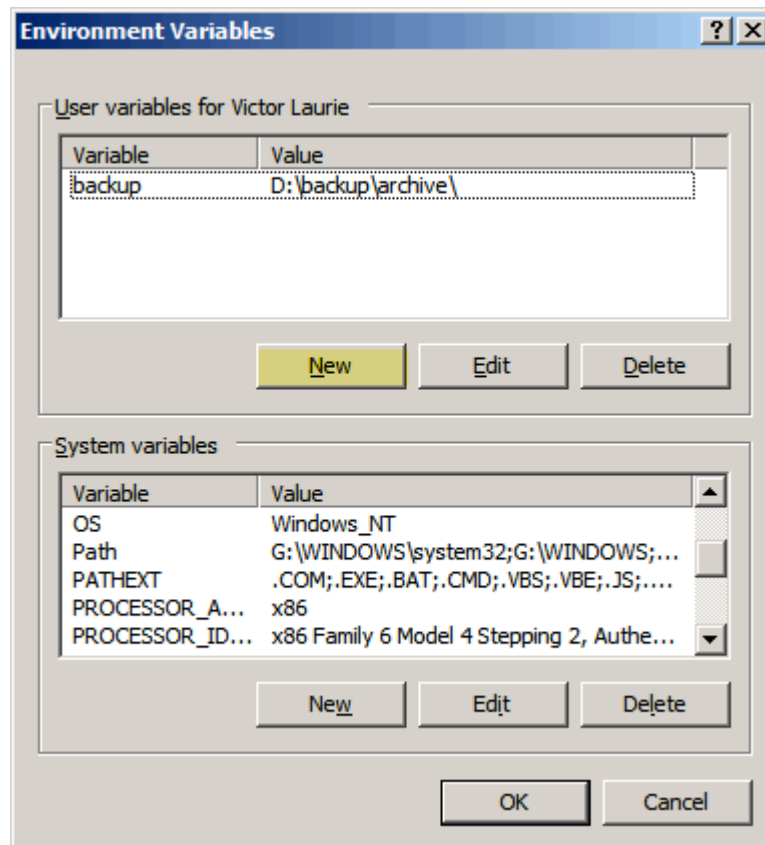 Environment Variables
User variables for Victor Laurie
Variable Value
backup D:\backup\archive\
New Edit Delete
System variables
Variable Value
OS Windows_NT
Path G:\WINDOWS\system32;G:\WINDOWS;...
PATHEXT .COM;.EXE;.BAT;.CMD;.VBS;.VBE;.JS;....
PROCESSOR_A... x86
PROCESSOR_ID... x86 Family 6 Model 4 Stepping 2, Authe...
New Edit Delete
OK Cancel